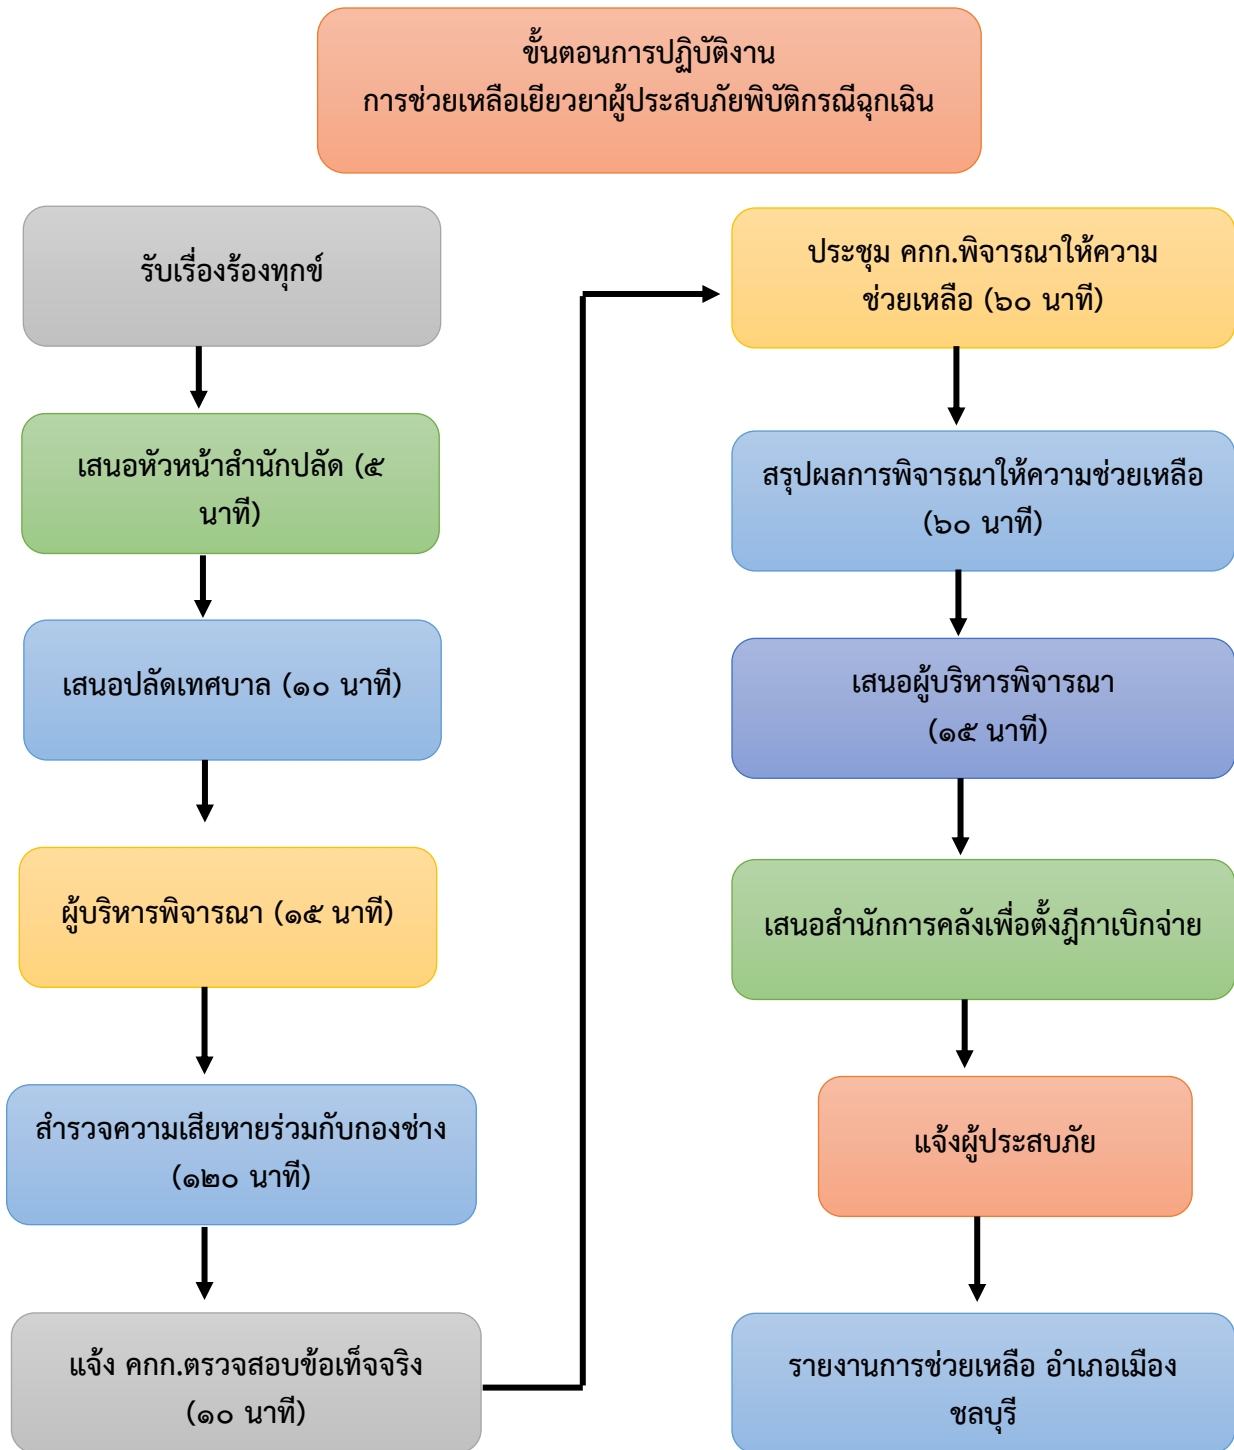 ขั้นตอนการปฏิบัติงาน
การช่วยเหลือเยียวยาผู้ประสบภัยพิบัติกรณีฉุกเฉิน
รับเรื่องร้องทุกข์
เสนอหัวหน้าสำนักปลัด (๕
นาที)
เสนอปลัดเทศบาล (๑๐ นาที)
ผู้บริหารพิจารณา (๑๕ นาที)
สำรวจความเสียหายร่วมกับกองช่าง
(๑๒๐ นาที)
แจ้ง คกก.ตรวจสอบข้อเท็จจริง
(๑๐ นาที)
ประชุม คกก.พิจารณาให้ความ
ช่วยเหลือ (๖๐ นาที)
สรุปผลการพิจารณาให้ความช่วยเหลือ
(๖๐ นาที)
เสนอผู้บริหารพิจารณา
(๑๕ นาที)
เสนอสำนักการคลังเพื่อตั้งฎีกาเบิกจ่าย
แจ้งผู้ประสบภัย
รายงานการช่วยเหลือ อำเภอเมือง
ชลบุรี